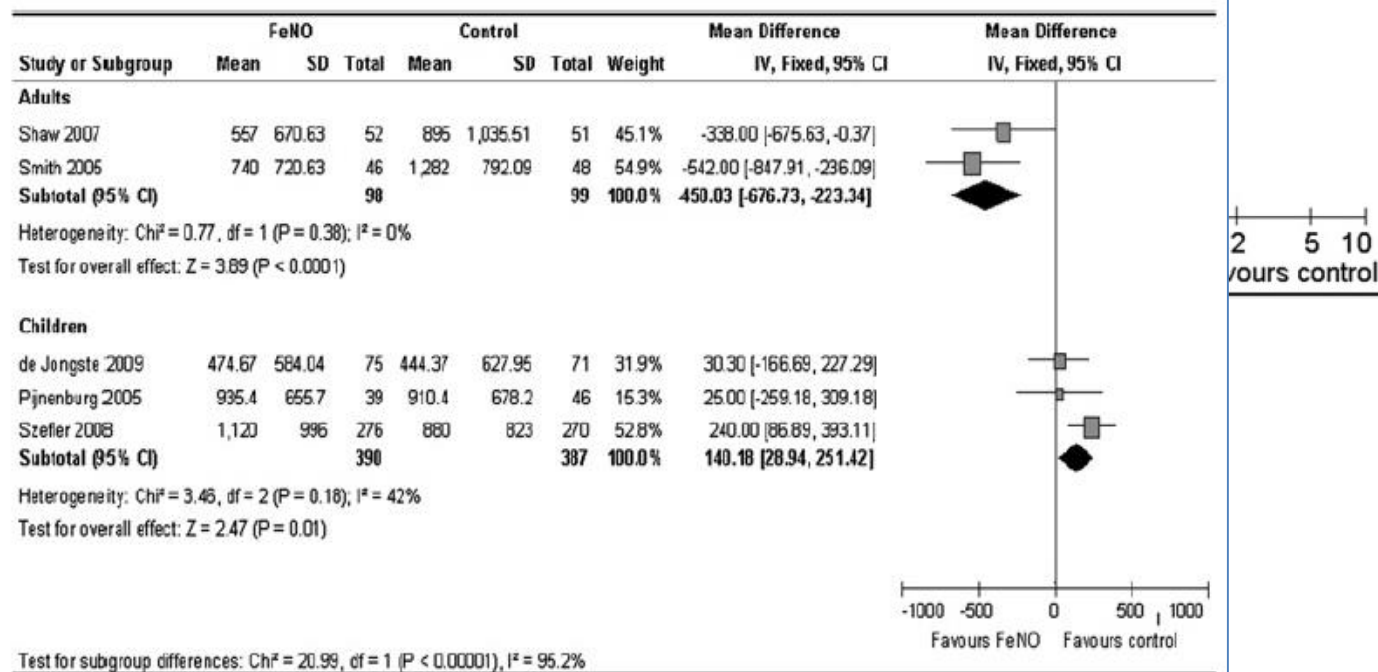 FeNO Control Mean Difference Mean Difference
Study or Subgroup Mean SD Total Mean SD Total Weight IV, Fixed, 95% CI IV, Fixed, 95% CI
Adults
Shaw 2007 557 670.63 52 895 1,035.51 51 45.1% -338.00 [-675.63, -0.37]
Smith 2005 740 720.63 46 1,282 792.09 48 54.9% -542.00 [-847.91, -236.09]
Subtotal (95% CI) 98 99 100.0% -450.03 [-676.73, -223.34]
Heterogeneity: Chi² = 0.77, df = 1 (P = 0.38); I² = 0%
Test for overall effect: Z = 3.89 (P < 0.0001)
Children
de Jongste 2009 474.67 584.04 75 444.37 627.95 71 31.9% 30.30 [-166.69, 227.29]
Pijnenburg 2005 935.4 655.7 39 910.4 678.2 46 15.3% 25.00 [-259.18, 309.18]
Szefler 2008 1,120 996 276 880 823 270 52.8% 240.00 [86.89, 393.11]
Subtotal (95% CI) 390 387 100.0% 140.18 [28.94, 251.42]
Heterogeneity: Chi² = 3.46, df = 2 (P = 0.18); I² = 42%
Test for overall effect: Z = 2.47 (P = 0.01)
-1000 -500 0 500 1000
Favours FeNO Favours control
Test for subgroup differences: Chi² = 20.99, df = 1 (P < 0.00001), I² = 95.2%
2 5 10
vours control